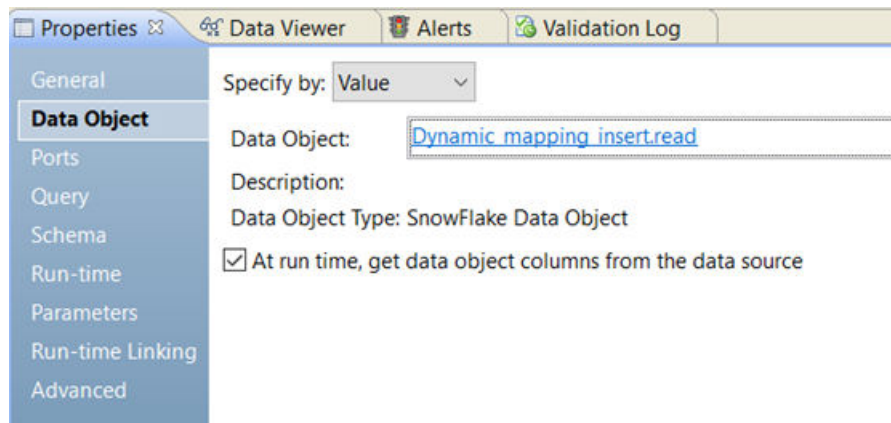 Properties Data Viewer Alerts Validation Log
General
Data Object
Ports
Query
Schema
Run-time
Parameters
Run-time Linking
Advanced
Specify by: Value
Data Object: Dynamic_mapping_insert.read
Description:
Data Object Type: SnowFlake Data Object
At run time, get data object columns from the data source